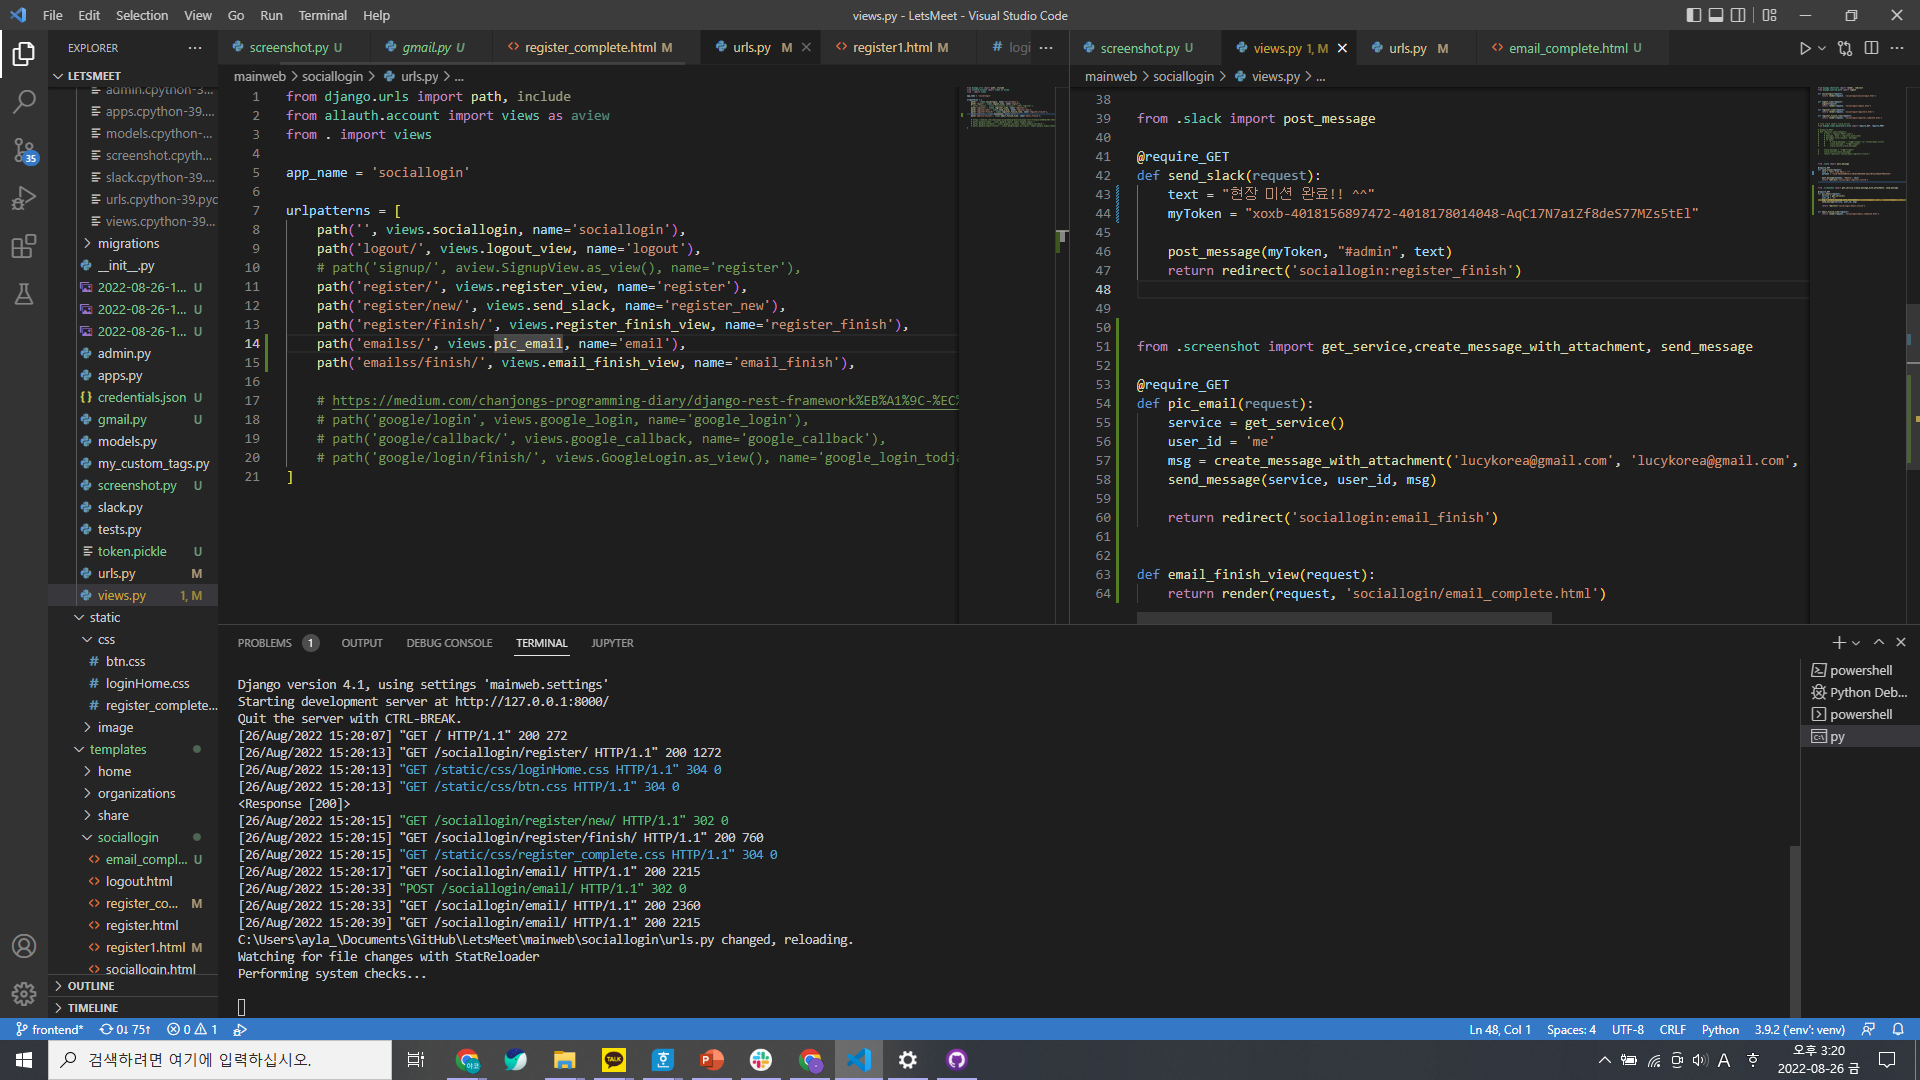 File Edit Selection View Go Run Terminal Help
views.py - LetsMeet - Visual Studio Code
EXPLORER
LETSMEET
admin.cpython-3...
apps.cpython-39....
models.cpython-...
screenshot.cpyth...
slack.cpython-39....
urls.cpython-39.pyc
views.cpython-39...
migrations
__init__.py
2022-08-26-1... U
2022-08-26-1... U
2022-08-26-1... U
admin.py
apps.py
credentials.json U
gmail.py U
models.py
my_custom_tags.py
screenshot.py U
slack.py
tests.py
token.pickle U
urls.py M
views.py 1, M
static
css
btn.css
loginHome.css
register_complete...
image
templates
home
organizations
share
sociallogin
email_compl... U
logout.html
register_co... M
register.html
register1.html M
sociallogin.html
OUTLINE
TIMELINE
screenshot.py U
gmail.py U
register_complete.html M
urls.py M
register1.html M
logi
mainweb > sociallogin > urls.py > ...
1 from django.urls import path, include
2 from allauth.account import views as aview
3 from . import views
4
5 app_name = 'sociallogin'
6
7 urlpatterns = [
8 path('', views.sociallogin, name='sociallogin'),
9 path('logout/', views.logout_view, name='logout'),
10 # path('signup/', aview.SignupView.as_view(), name='register'),
11 path('register/', views.register_view, name='register'),
12 path('register/new/', views.send_slack, name='register_new'),
13 path('register/finish/', views.register_finish_view, name='register_finish'),
14 path('emailss/', views.pic_email, name='email'),
15 path('emailss/finish/', views.email_finish_view, name='email_finish'),
16
17 # https://medium.com/chanjongs-programming-diary/django-rest-framework%EB%A1%9C-%EC%
18 # path('google/login', views.google_login, name='google_login'),
19 # path('google/callback/', views.google_callback, name='google_callback'),
20 # path('google/login/finish/', views.GoogleLogin.as_view(), name='google_login_todja
21 ]
screenshot.py U
views.py 1, M
urls.py M
email_complete.html U
mainweb > sociallogin > views.py > ...
38
39 from .slack import post_message
40
41 @require_GET
42 def send_slack(request):
43 text = "현장 미션 완료!! ^^"
44 myToken = "xoxb-4018156897472-4018178014048-AqC17N7a1Zf8deS77MZs5tEl"
45
46 post_message(myToken, "#admin", text)
47 return redirect('sociallogin:register_finish')
48
49
50
51 from .screenshot import get_service,create_message_with_attachment, send_message
52
53 @require_GET
54 def pic_email(request):
55 service = get_service()
56 user_id = 'me'
57 msg = create_message_with_attachment('lucykorea@gmail.com', 'lucykorea@gmail.com',
58 send_message(service, user_id, msg)
59
60 return redirect('sociallogin:email_finish')
61
62
63 def email_finish_view(request):
64 return render(request, 'sociallogin/email_complete.html')
PROBLEMS 1 OUTPUT DEBUG CONSOLE TERMINAL JUPYTER
Django version 4.1, using settings 'mainweb.settings'
Starting development server at http://127.0.0.1:8000/
Quit the server with CTRL-BREAK.
[26/Aug/2022 15:20:07] "GET / HTTP/1.1" 200 272
[26/Aug/2022 15:20:13] "GET /sociallogin/register/ HTTP/1.1" 200 1272
[26/Aug/2022 15:20:13] "GET /static/css/loginHome.css HTTP/1.1" 304 0
[26/Aug/2022 15:20:13] "GET /static/css/btn.css HTTP/1.1" 304 0
<Response [200]>
[26/Aug/2022 15:20:15] "GET /sociallogin/register/new/ HTTP/1.1" 302 0
[26/Aug/2022 15:20:15] "GET /sociallogin/register/finish/ HTTP/1.1" 200 760
[26/Aug/2022 15:20:15] "GET /static/css/register_complete.css HTTP/1.1" 304 0
[26/Aug/2022 15:20:17] "GET /sociallogin/email/ HTTP/1.1" 200 2215
[26/Aug/2022 15:20:33] "POST /sociallogin/email/ HTTP/1.1" 302 0
[26/Aug/2022 15:20:33] "GET /sociallogin/email/ HTTP/1.1" 200 2360
[26/Aug/2022 15:20:39] "GET /sociallogin/email/ HTTP/1.1" 200 2215
C:\Users\ayla_\Documents\GitHub\LetsMeet\mainweb\sociallogin\urls.py changed, reloading.
Watching for file changes with StatReloader
Performing system checks...
powershell
Python Deb...
powershell
py
35
frontend* 0↓ 75↑ 0 1
Ln 48, Col 1 Spaces: 4 UTF-8 CRLF Python 3.9.2 ('env': venv)
검색하려면 여기에 입력하십시오.
TALK
A
오후 3:20
2022-08-26 금